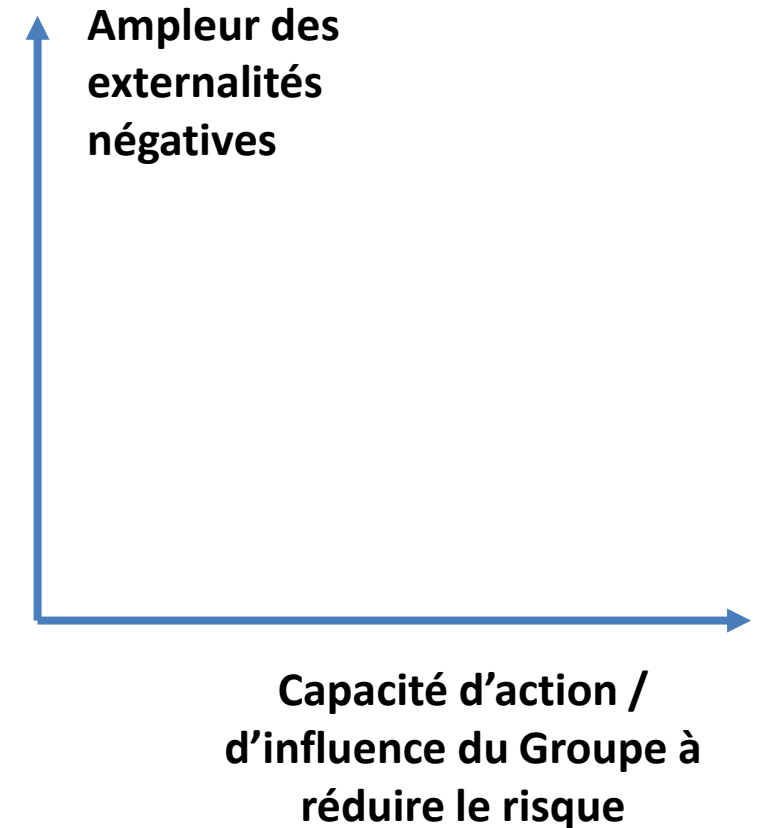 Ampleur des
externalités
négatives
Capacité d’action /
d’influence du Groupe à
réduire le risque